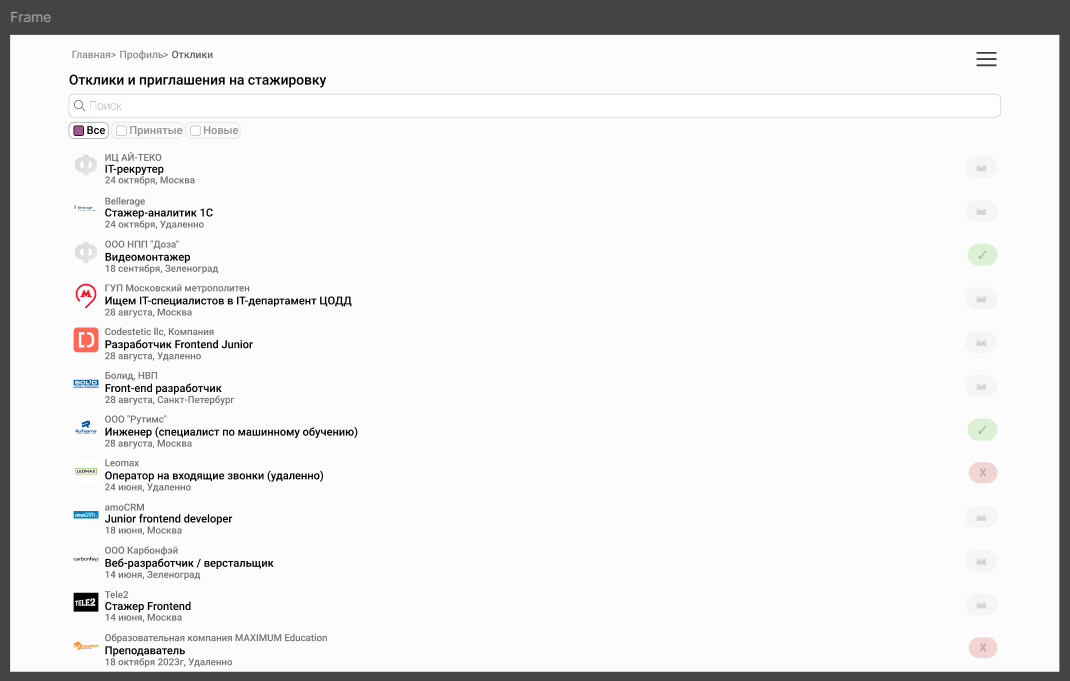 Frame
Главная> Профиль> Отклики
Отклики и приглашения на стажировку
Поиск
Все Принятые Новые
ИЦ АЙ-ТЕКО
IT-рекрутер
24 октября, Москва
Bellerage
Стажер-аналитик 1С
24 октября, Удаленно
ООО НПП "Доза"
Видеомонтажер
18 сентября, Зеленоград
ГУП Московский метрополитен
Ищем IT-специалистов в IT-департамент ЦОДД
28 августа, Москва
Codestetic llc, Компания
Разработчик Frontend Junior
28 августа, Удаленно
Болид, НВП
Front-end разработчик
28 августа, Санкт-Петербург
ООО "Рутимс"
Инженер (специалист по машинному обучению)
28 августа, Москва
LEOMAX
Leomax
Оператор на входящие звонки (удаленно)
24 июня, Удаленно
X
amoCRM
Junior frontend developer
18 июня, Москва
carbonfay
ООО Карбонфэй
Веб-разработчик / верстальщик
14 июня, Зеленоград
TELE2
Tele2
Стажер Frontend
14 июня, Москва
Образовательная компания MAXIMUM Education
Преподаватель
18 октября 2023г, Удаленно
X